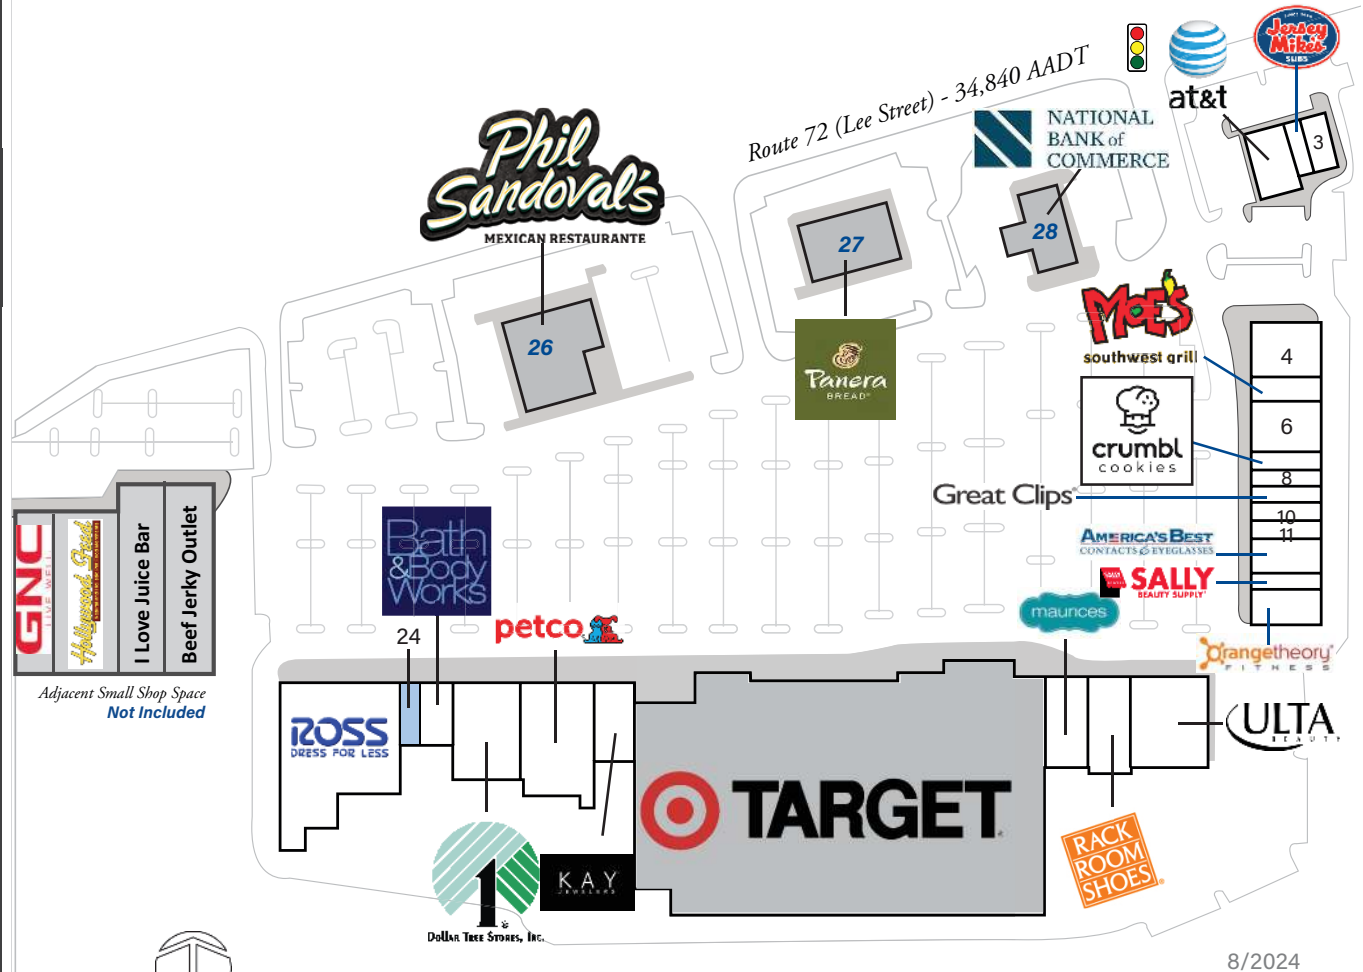 Route 72 (Lee Street) - 34,840 AADT
at&t
Jersey
Mike's
SUBS
3
NATIONAL
BANK of
COMMERCE
28
27
Panera
BREAD®
Phil
Sandoval's
MEXICAN RESTAURANTE
26
MOE'S
southwest grill
4
crumbl
cookies
6
8
Great Clips®
10
11
AMERICA'S BEST
CONTACTS & EYEGLASSES
SALLY
BEAUTY SUPPLY®
maurices
Orangetheory®
FITNESS
GNC
LIVE WELL
Hollywood Feed
I Love Juice Bar
Beef Jerky Outlet
Adjacent Small Shop Space
Not Included
Bath
&Body
Works
24
petco
ROSS
DRESS FOR LESS
ULTA
BEAUTY
TARGET
1
DOLLAR TREE STORES, INC.
KAY
JEWELERS
RACK
ROOM
SHOES®
8/2024